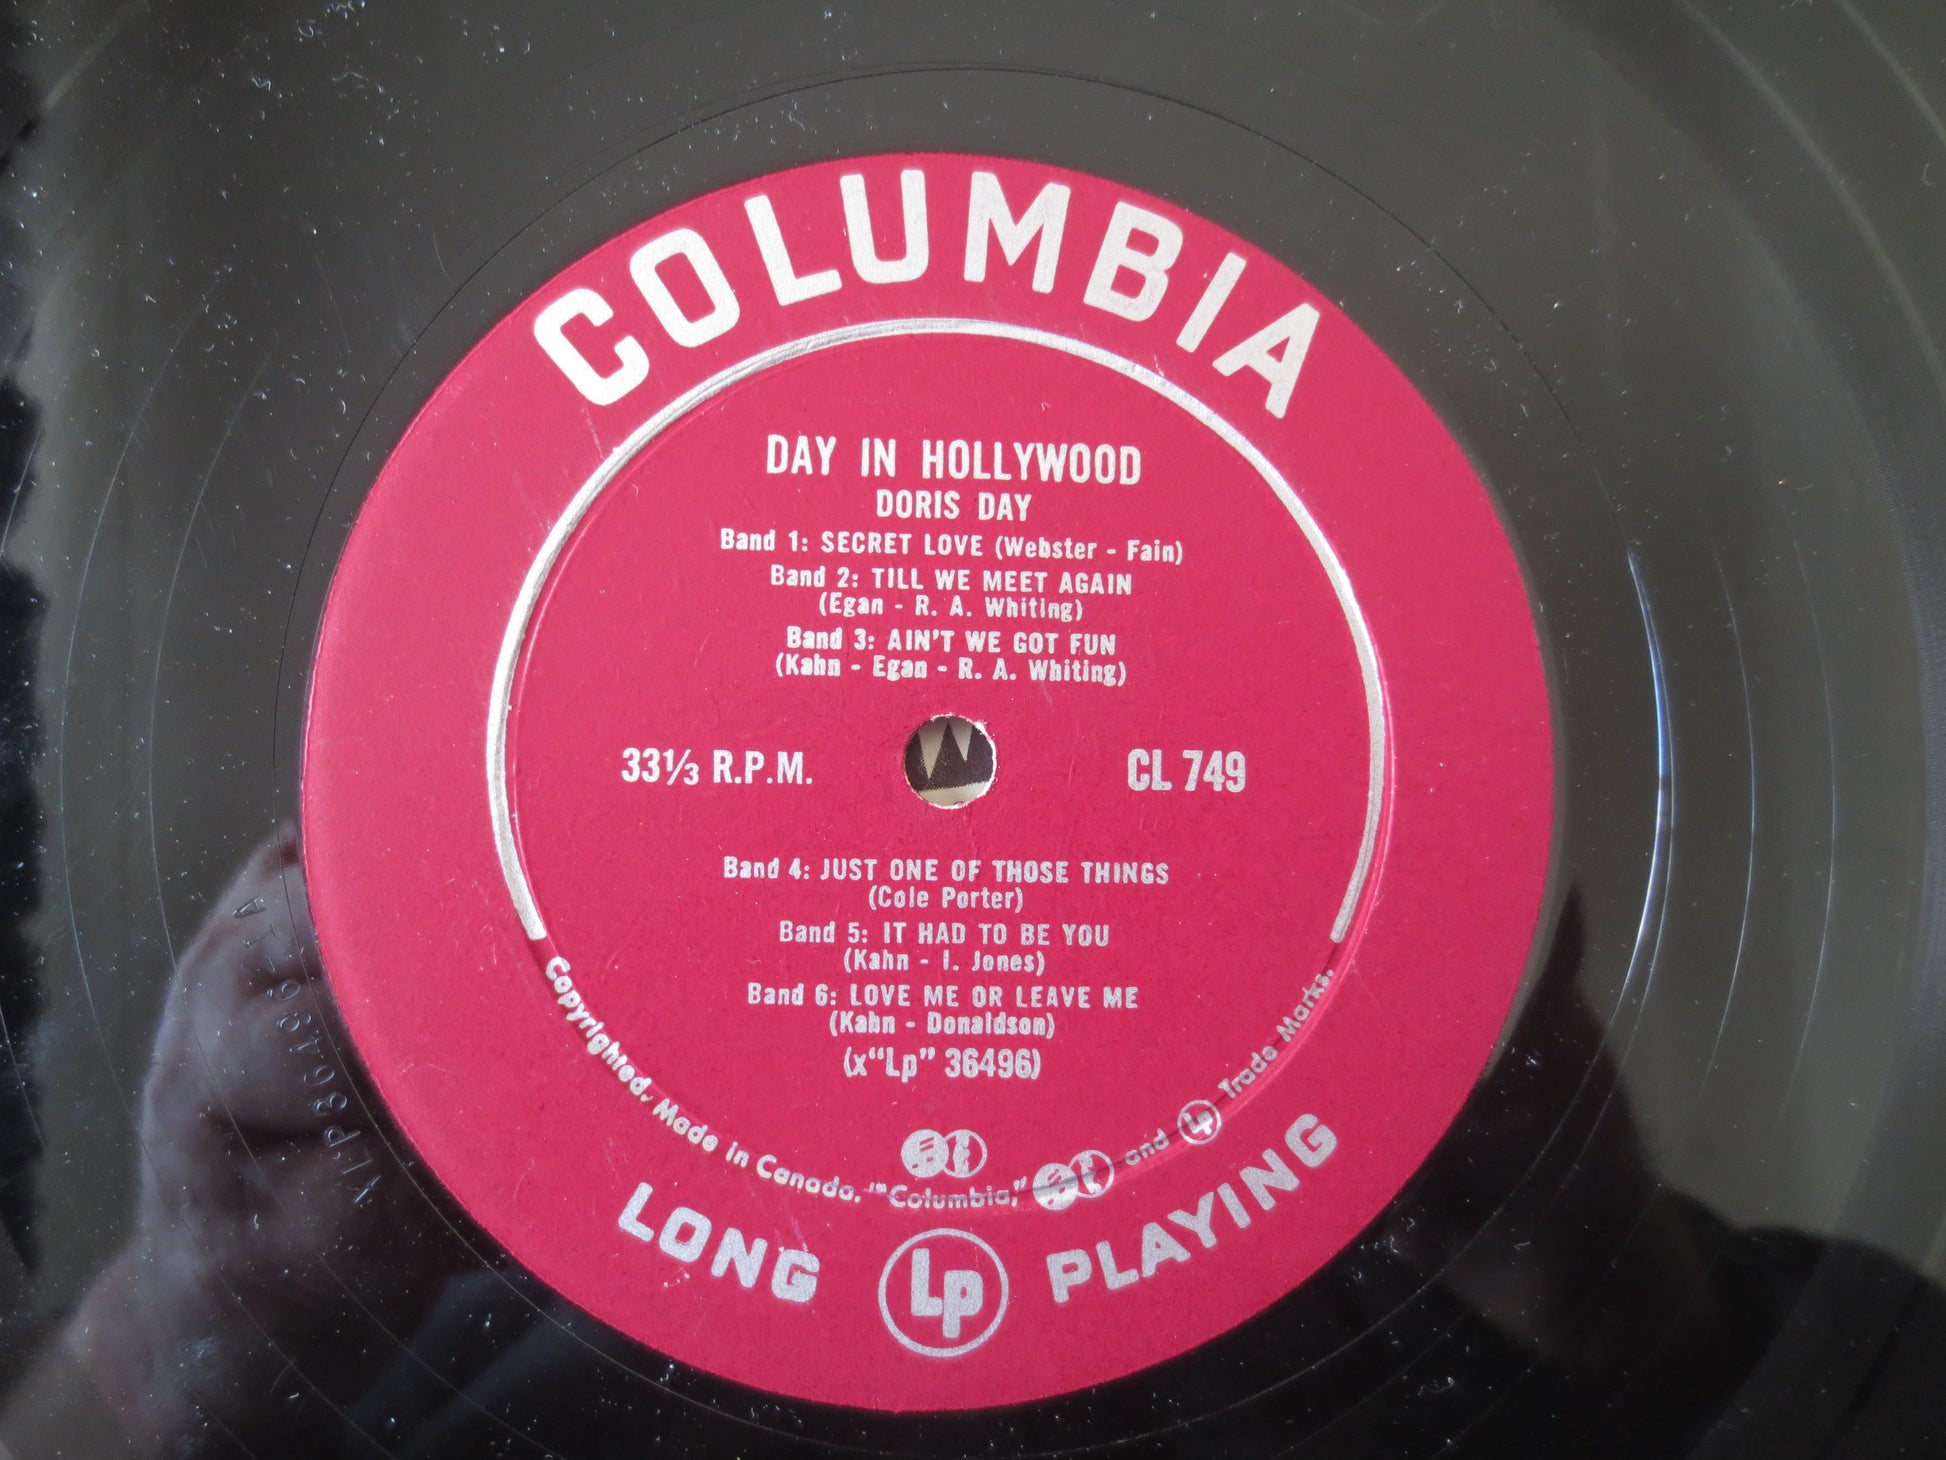 COLUMBIA
DAY IN HOLLYWOOD
DORIS DAY
Band 1: SECRET LOVE (Webster - Fain)
Band 2: TILL WE MEET AGAIN
(Egan - R. A. Whiting)
Band 3: AIN'T WE GOT FUN
(Kahn - Egan - R. A. Whiting)
33⅓ R.P.M.
CL 749
Band 4: JUST ONE OF THOSE THINGS
(Cole Porter)
Band 5: IT HAD TO BE YOU
(Kahn - I. Jones)
Band 6: LOVE ME OR LEAVE ME
(Kahn - Donaldson)
(x“Lp” 36496)
Copyrighted. Made in Canada. "Columbia," and Lp Trade Marks.
LONG Lp PLAYING
XLP36496-1A